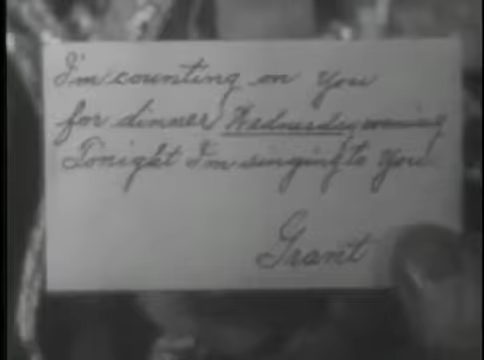 I'm counting on you
for dinner Wednesday evening
Tonight I'm singing to you
Grant